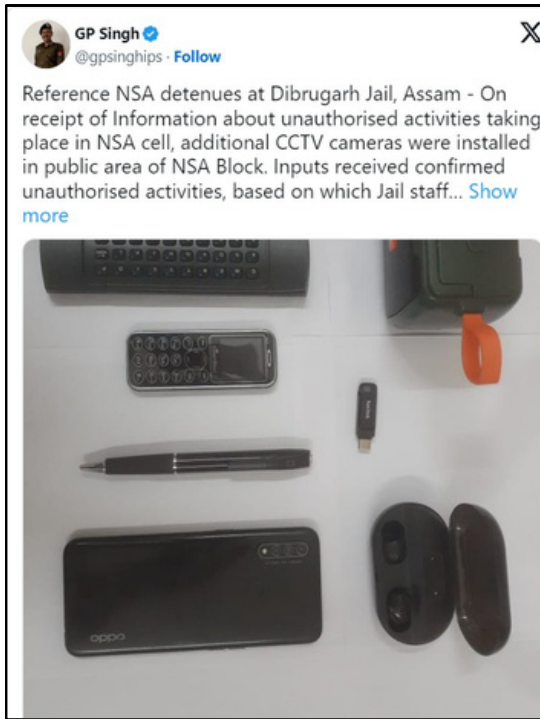 GP Singh
@gpsinghips · Follow
Reference NSA detenues at Dibrugarh Jail, Assam - On
receipt of Information about unauthorised activities taking
place in NSA cell, additional CCTV cameras were installed
in public area of NSA Block. Inputs received confirmed
unauthorised activities, based on which Jail staff... Show
more
oppo